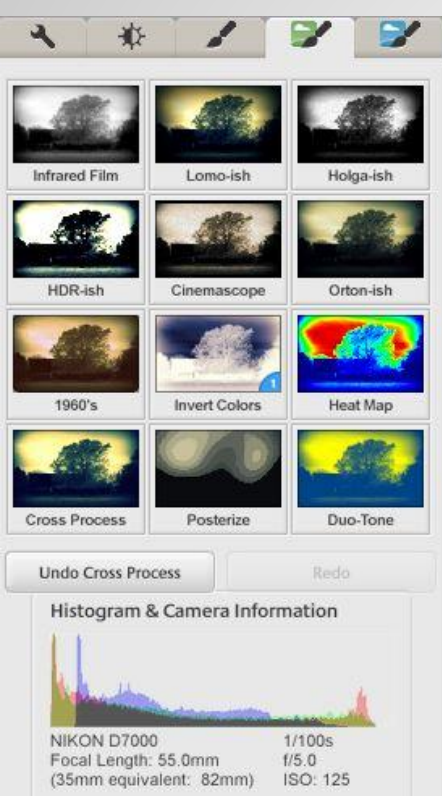 Infrared Film
Lomo-ish
Holga-ish
HDR-ish
Cinemascope
Orton-ish
1960's
Invert Colors
1
Heat Map
Cross Process
Posterize
Duo-Tone
Undo Cross Process
Redo
Histogram & Camera Information
NIKON D7000 1/100s
Focal Length: 55.0mm f/5.0
(35mm equivalent: 82mm) ISO: 125